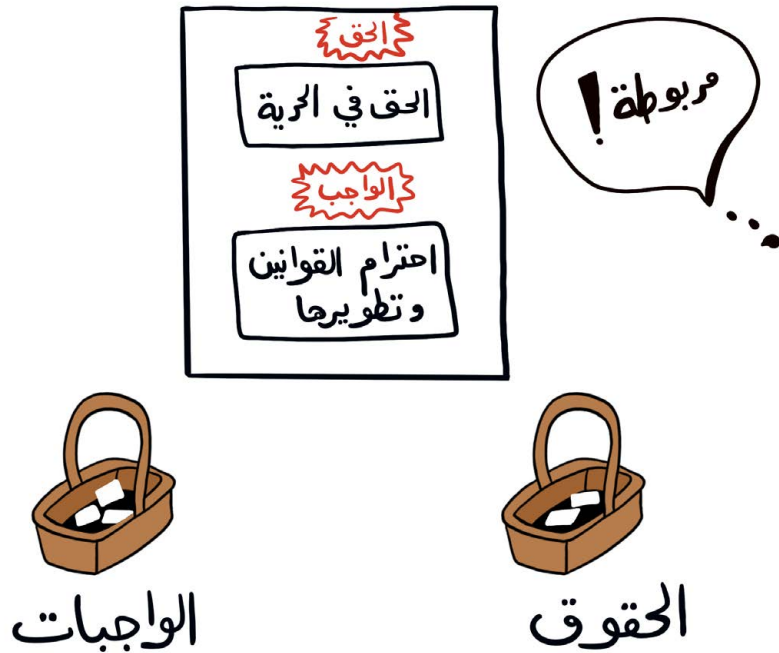 الحق
الحق في الحرية
مربوطة!
الواجب
احترام القوانين
وتطويرها
الحقوق
الواجبات